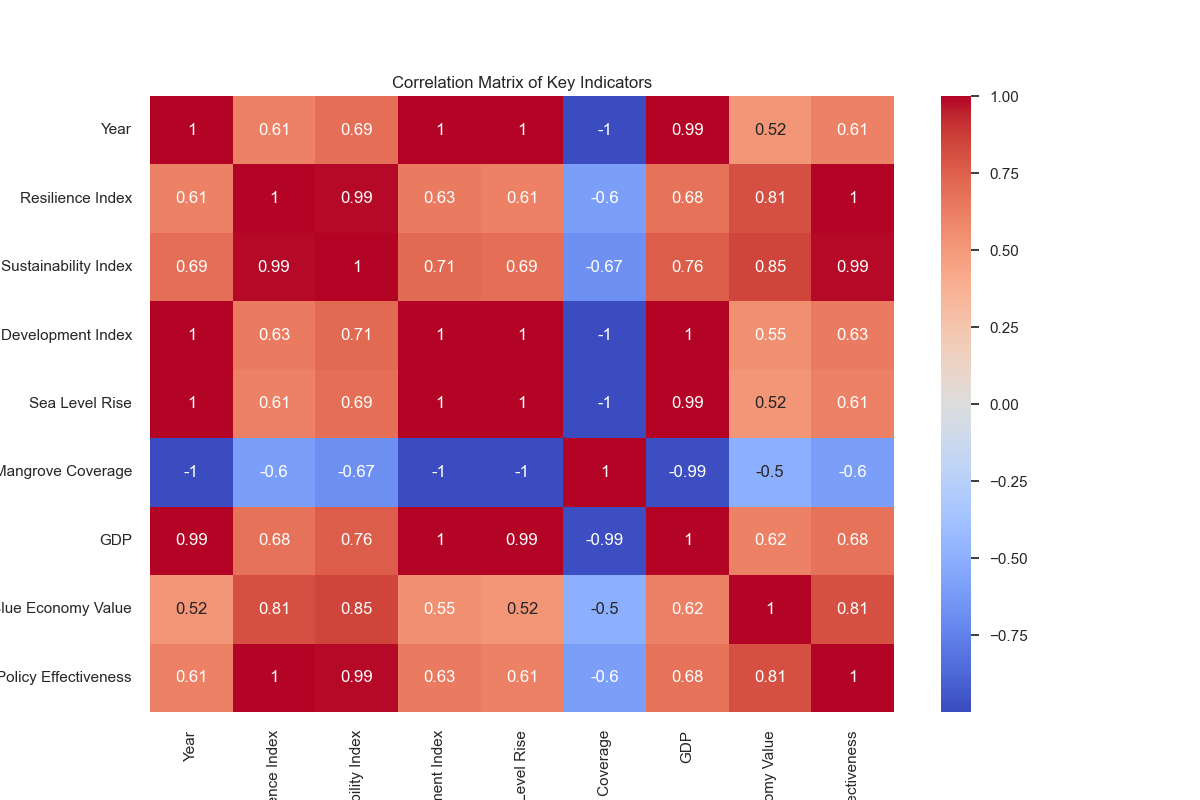 Correlation Matrix of Key Indicators
Year 1 0.61 0.69 1 1 -1 0.99 0.52 0.61
Resilience Index 0.61 1 0.99 0.63 0.61 -0.6 0.68 0.81 1
Sustainability Index 0.69 0.99 1 0.71 0.69 -0.67 0.76 0.85 0.99
Development Index 1 0.63 0.71 1 1 -1 1 0.55 0.63
Sea Level Rise 1 0.61 0.69 1 1 -1 0.99 0.52 0.61
Mangrove Coverage -1 -0.6 -0.67 -1 -1 1 -0.99 -0.5 -0.6
GDP 0.99 0.68 0.76 1 0.99 -0.99 1 0.62 0.68
lue Economy Value 0.52 0.81 0.85 0.55 0.52 -0.5 0.62 1 0.81
Policy Effectiveness 0.61 1 0.99 0.63 0.61 -0.6 0.68 0.81 1
Year
ence Index
bility Index
ment Index
Level Rise
Coverage
GDP
omy Value
ectiveness
1.00
0.75
0.50
0.25
0.00
−0.25
−0.50
−0.75